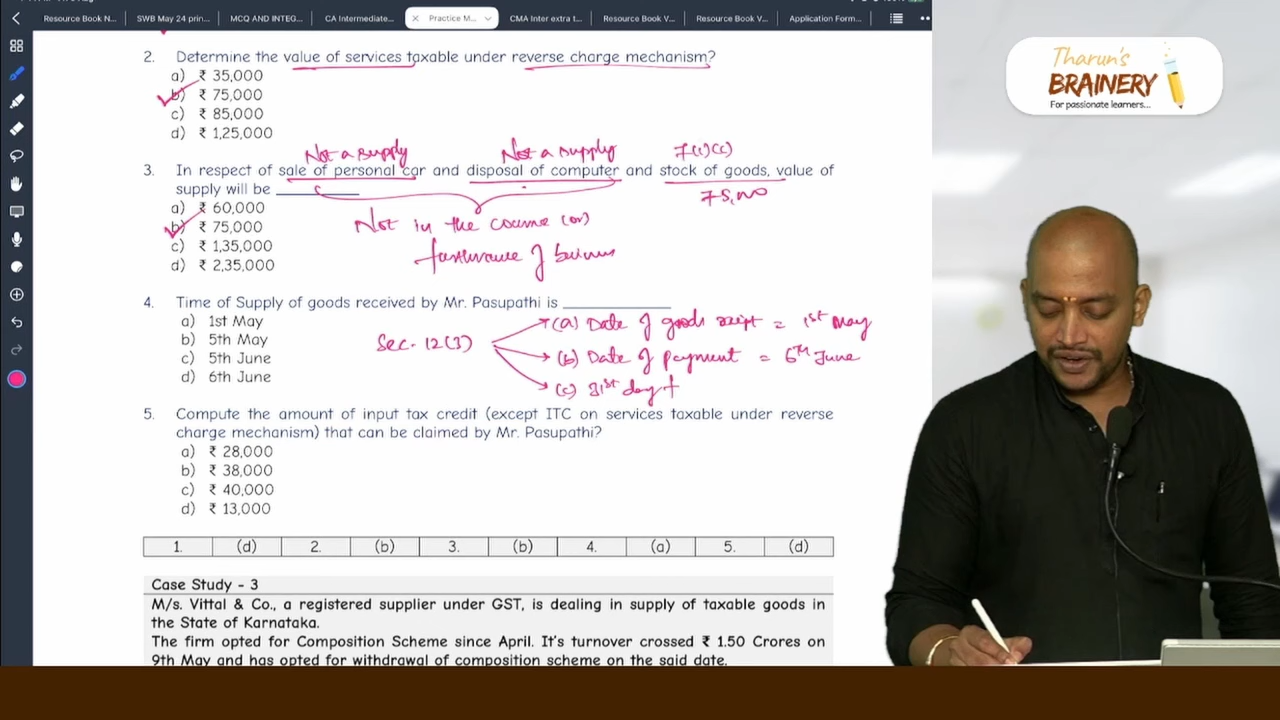 Resource Book N... SWB May 24 prin... MCQ AND INTEG... CA Intermediate... Practice M... CMA Inter extra t... Resource Book V... Resource Book V... Application Form...
Tharun's
BRAINERY
For passionate learners...
2. Determine the value of services taxable under reverse charge mechanism?
a) ₹ 35,000
b) ₹ 75,000
c) ₹ 85,000
d) ₹ 1,25,000
Not a supply Not a supply 7(1)(c)
3. In respect of sale of personal car and disposal of computer and stock of goods, value of
supply will be
75,000
a) ₹ 60,000
b) ₹ 75,000
c) ₹ 1,35,000
d) ₹ 2,35,000
Not in the course (or)
furtherance of business
4. Time of Supply of goods received by Mr. Pasupathi is
a) 1st May
b) 5th May
c) 5th June
d) 6th June
Sec. 12(3)
(a) Date of goods receipt = 1st May
(b) Date of payment = 6th June
(c) 31st day f
5. Compute the amount of input tax credit (except ITC on services taxable under reverse
charge mechanism) that can be claimed by Mr. Pasupathi?
a) ₹ 28,000
b) ₹ 38,000
c) ₹ 40,000
d) ₹ 13,000
1. (d) 2. (b) 3. (b) 4. (a) 5. (d)
Case Study - 3
M/s. Vittal & Co., a registered supplier under GST, is dealing in supply of taxable goods in
the State of Karnataka.
The firm opted for Composition Scheme since April. It's turnover crossed ₹ 1.50 Crores on
9th May and has opted for withdrawal of composition scheme on the said date.